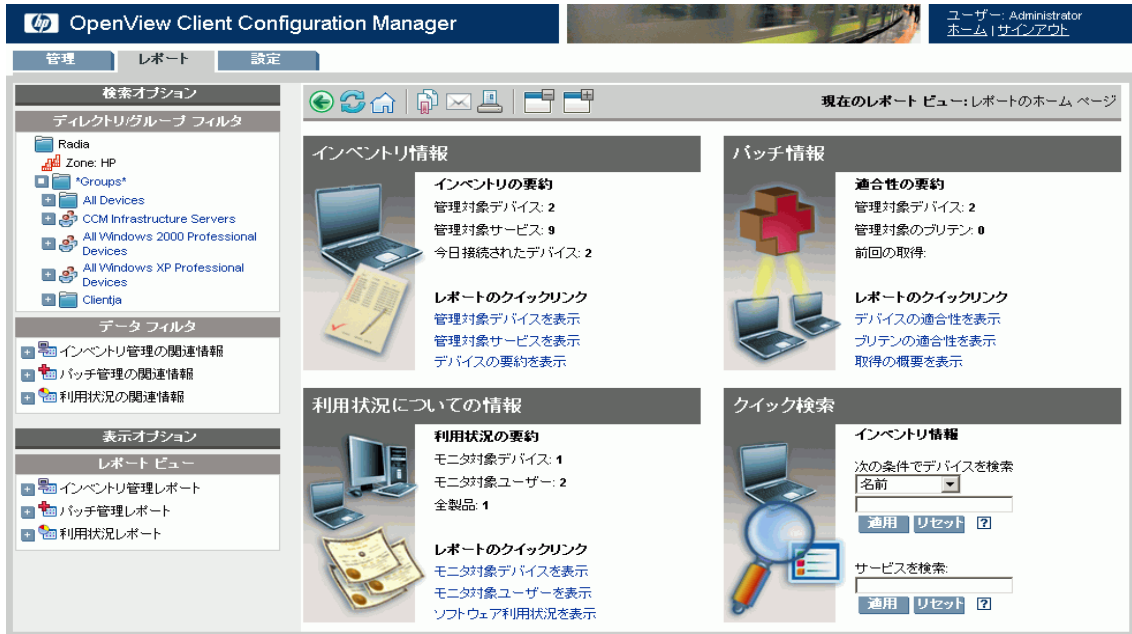 hp OpenView Client Configuration Manager
ユーザー: Administrator
ホーム | サインアウト
管理
レポート
設定
検索オプション
ディレクトリ/グループ フィルタ
Radia
Zone: HP
*Groups*
All Devices
CCM Infrastructure Servers
All Windows 2000 Professional
Devices
All Windows XP Professional
Devices
Clientja
データ フィルタ
インベントリ管理の関連情報
パッチ管理の関連情報
利用状況の関連情報
表示オプション
レポート ビュー
インベントリ管理レポート
パッチ管理レポート
利用状況レポート
現在のレポート ビュー: レポートのホーム ページ
インベントリ情報
インベントリの要約
管理対象デバイス: 2
管理対象サービス: 9
今日接続されたデバイス: 2
レポートのクイックリンク
管理対象デバイスを表示
管理対象サービスを表示
デバイスの要約を表示
パッチ情報
適合性の要約
管理対象デバイス: 2
管理対象のブリテン: 0
前回の取得:
レポートのクイックリンク
デバイスの適合性を表示
ブリテンの適合性を表示
取得の概要を表示
利用状況についての情報
利用状況の要約
モニタ対象デバイス: 1
モニタ対象ユーザー: 2
全製品: 1
レポートのクイックリンク
モニタ対象デバイスを表示
モニタ対象ユーザーを表示
ソフトウェア利用状況を表示
クイック検索
インベントリ情報
次の条件でデバイスを検索
名前
適用 リセット ?
サービスを検索:
適用 リセット ?